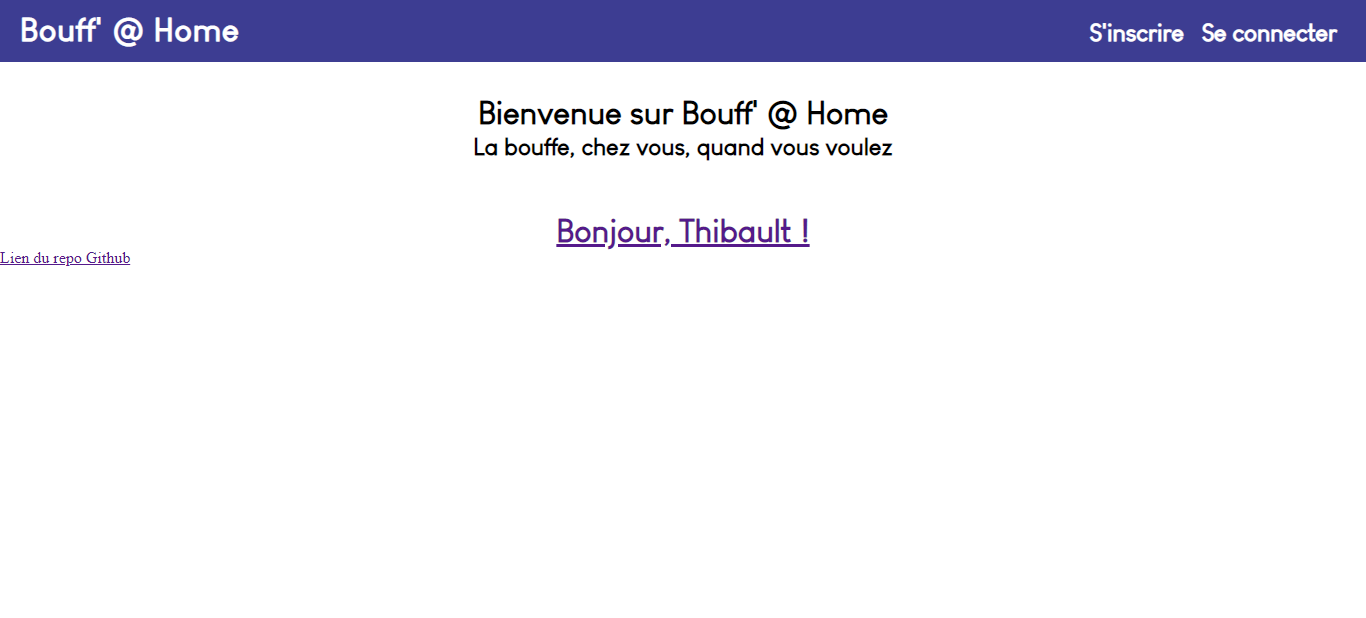 Bouff' @ Home
S'inscrire Se connecter
Bienvenue sur Bouff' @ Home
La bouffe, chez vous, quand vous voulez
Bonjour, Thibault !
Lien du repo Github